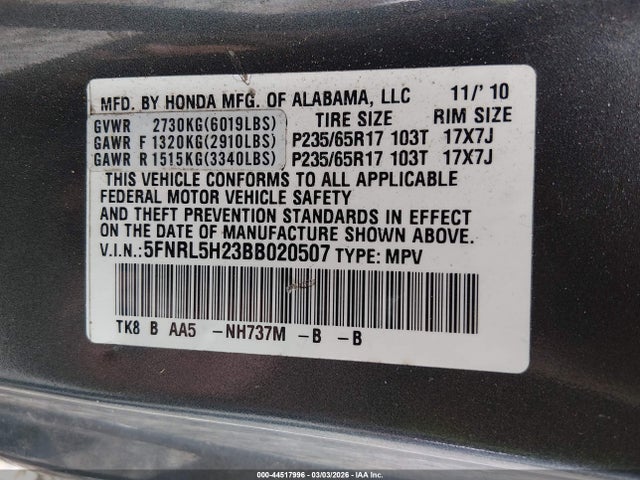 MFD. BY HONDA MFG. OF ALABAMA, LLC 11/' 10
GVWR 2730KG(6019LBS) TIRE SIZE RIM SIZE
GAWR F 1320KG(2910LBS) P235/65R17 103T 17X7J
GAWR R 1515KG(3340LBS) P235/65R17 103T 17X7J
THIS VEHICLE CONFORMS TO ALL APPLICABLE
FEDERAL MOTOR VEHICLE SAFETY
AND THEFT PREVENTION STANDARDS IN EFFECT
ON THE DATE OF MANUFACTURE SHOWN ABOVE.
V.I.N.:5FNRL5H23BB020507 TYPE: MPV
TK8 B AA5 -NH737M -B -B
000-44517996 - 03/03/2026 - IAA Inc.